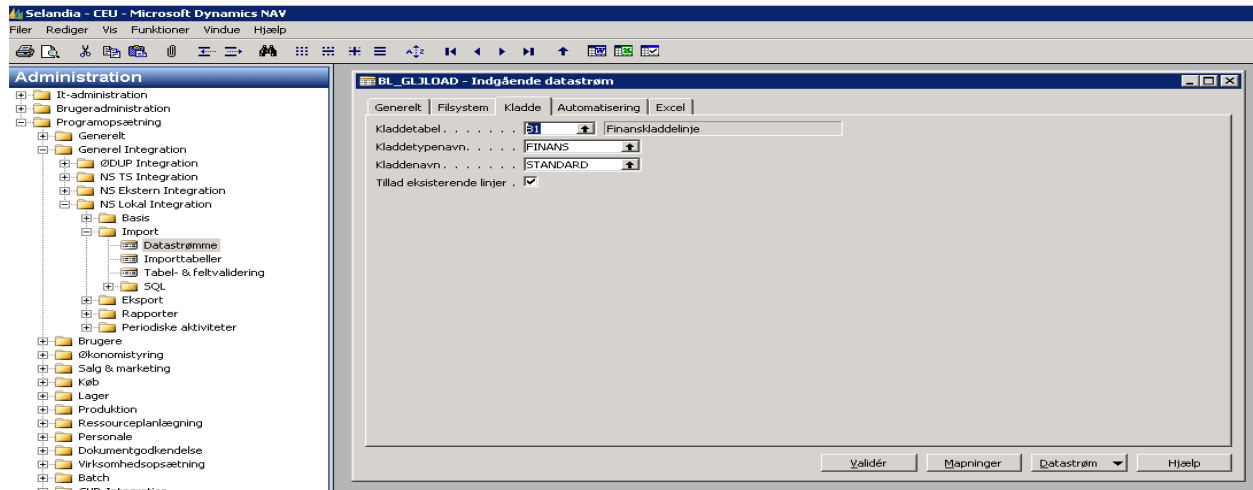 Selandia - CEU - Microsoft Dynamics NAV
Filer Rediger Vis Funktioner Vindue Hjælp
Administration
It-administration
Brugeradministration
Programopsætning
Generelt
Generel Integration
ØDUP Integration
NS TS Integration
NS Ekstern Integration
NS Lokal Integration
Basis
Import
Datastrømme
Importtabeller
Tabel- & feltvalidering
SQL
Eksport
Rapporter
Periodiske aktiviteter
Brugere
Økonomistyring
Salg & marketing
Køb
Lager
Produktion
Ressourceplanlægning
Personale
Dokumentgodkendelse
Virksomhedsopsætning
Batch
BL_GLJLOAD - Indgående datastrøm
Generelt Filsystem Kladde Automatisering Excel
Kladdetabel. . . . . . . 81 Finanskladdelinje
Kladdetypenavn. . . . . FINANS
Kladdenavn. . . . . . . STANDARD
Tillad eksisterende linjer .
Validér Mapninger Datastrøm Hjælp